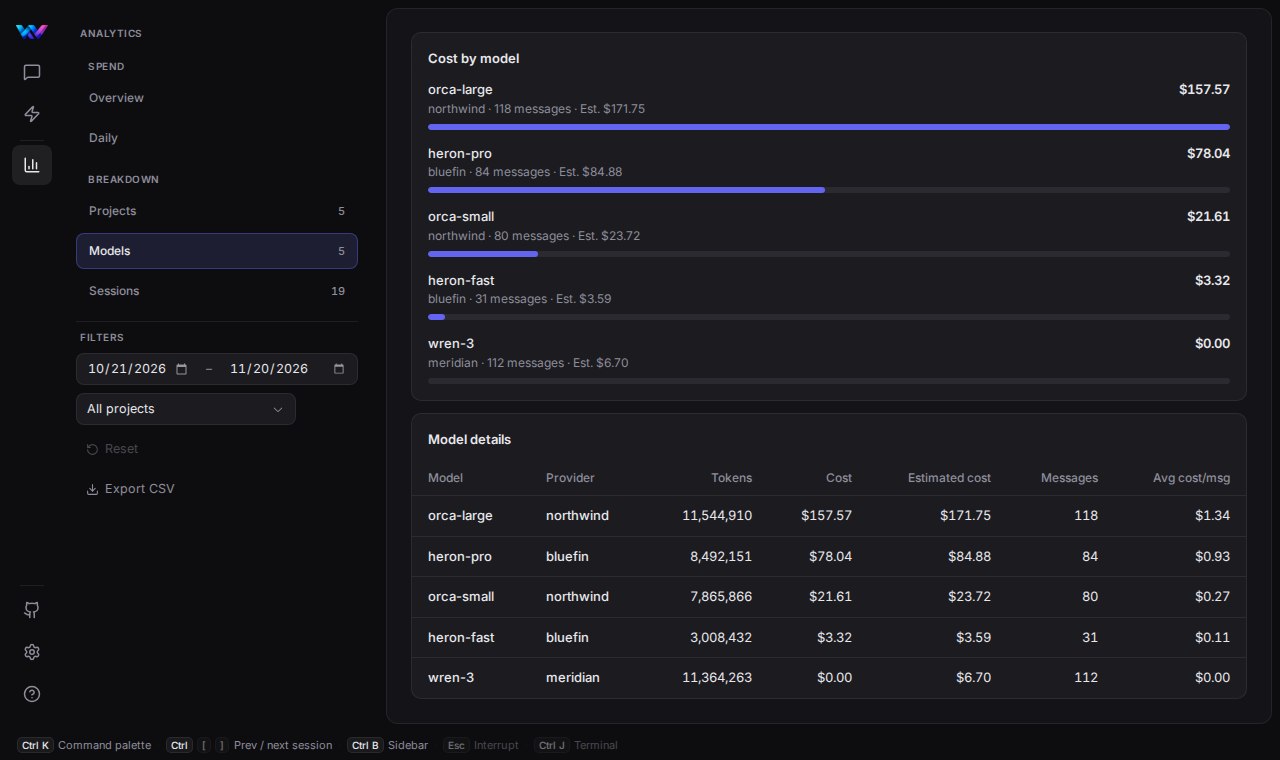 ANALYTICS
SPEND
Overview
Daily
BREAKDOWN
Projects 5
Models 5
Sessions 19
FILTERS
10/21/2026 – 11/20/2026
All projects
Reset
Export CSV
Cost by model
orca-large $157.57
northwind · 118 messages · Est. $171.75
heron-pro $78.04
bluefin · 84 messages · Est. $84.88
orca-small $21.61
northwind · 80 messages · Est. $23.72
heron-fast $3.32
bluefin · 31 messages · Est. $3.59
wren-3 $0.00
meridian · 112 messages · Est. $6.70
Model details
Model Provider Tokens Cost Estimated cost Messages Avg cost/msg
orca-large northwind 11,544,910 $157.57 $171.75 118 $1.34
heron-pro bluefin 8,492,151 $78.04 $84.88 84 $0.93
orca-small northwind 7,865,866 $21.61 $23.72 80 $0.27
heron-fast bluefin 3,008,432 $3.32 $3.59 31 $0.11
wren-3 meridian 11,364,263 $0.00 $6.70 112 $0.00
Ctrl K Command palette Ctrl [ ] Prev / next session Ctrl B Sidebar Esc Interrupt Ctrl J Terminal